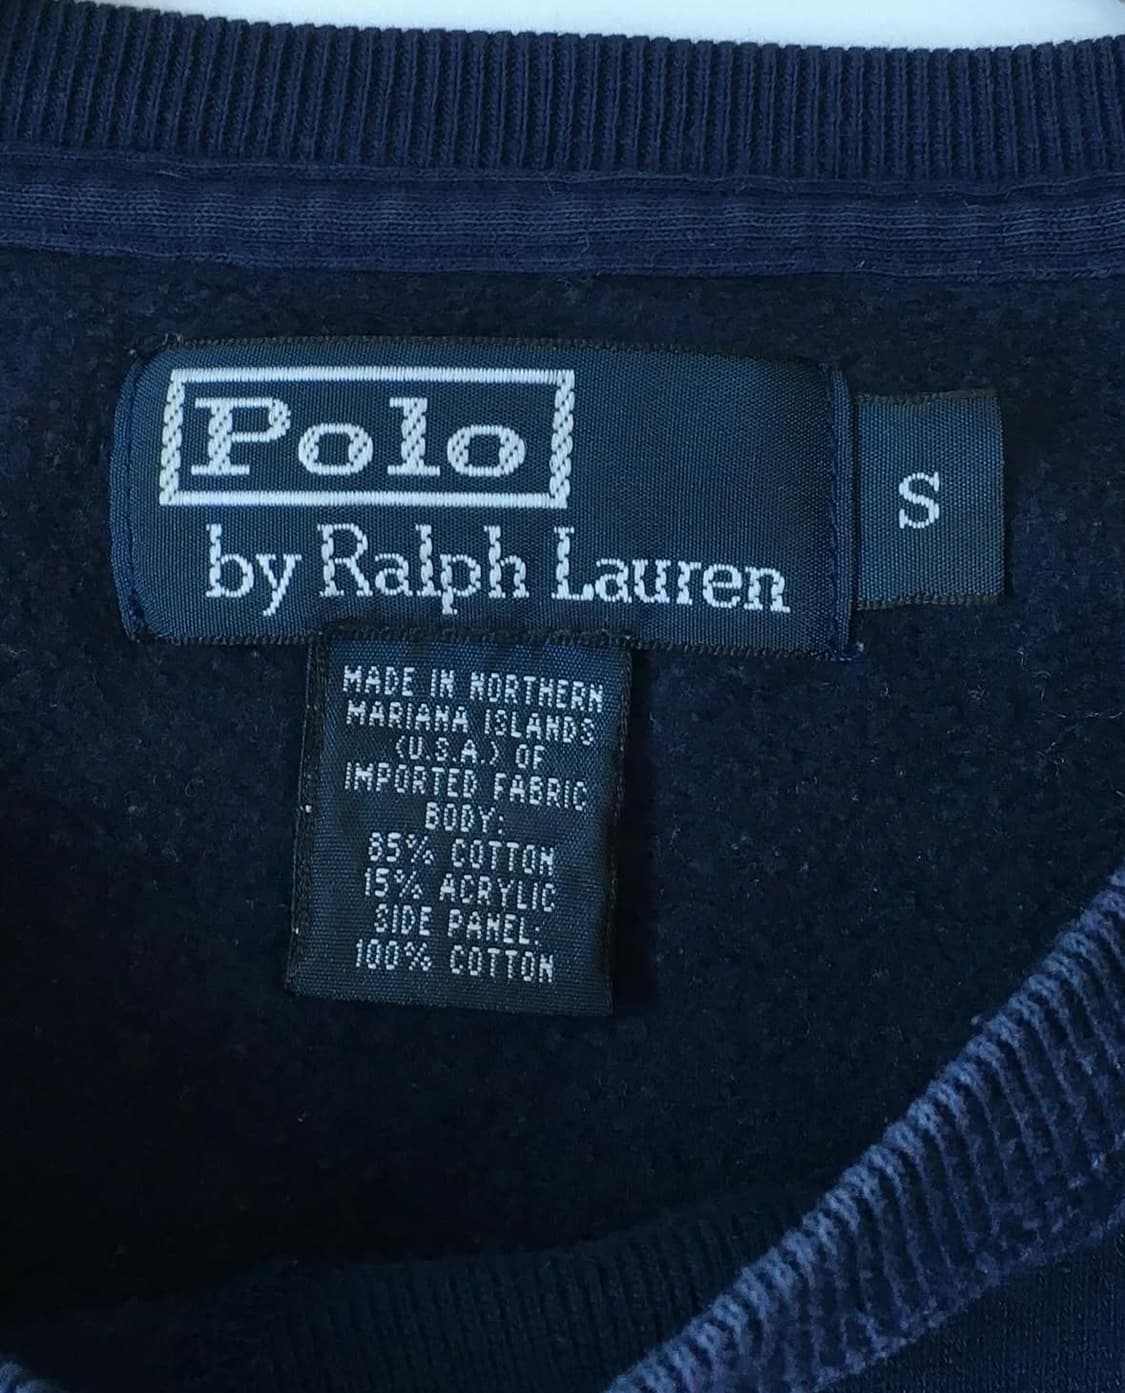 Polo
by Ralph Lauren
S
MADE IN NORTHERN
MARIANA ISLANDS
(U.S.A.) OF
IMPORTED FABRIC
BODY:
85% COTTON
15% ACRYLIC
SIDE PANEL:
100% COTTON